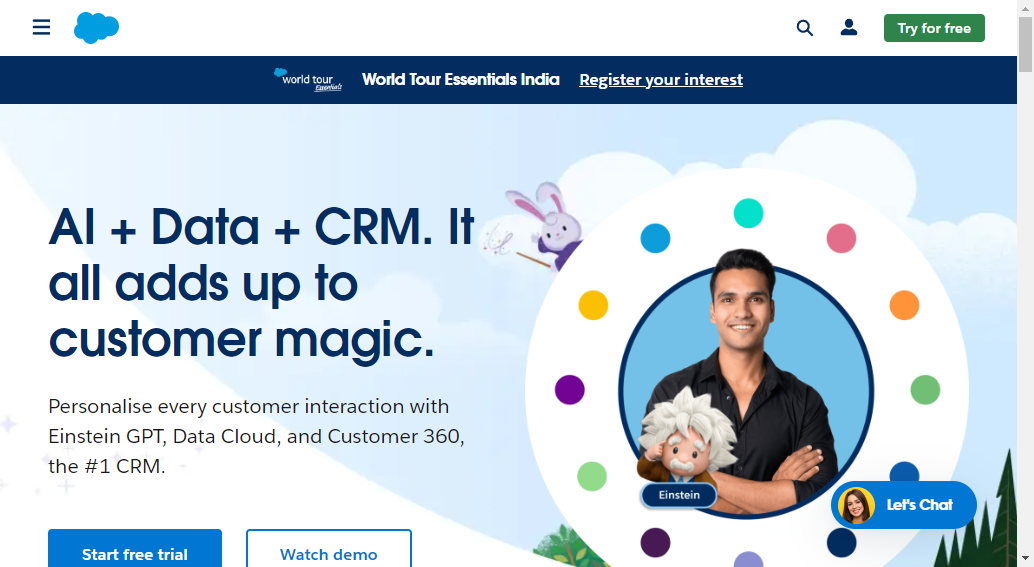 Try for free
world tour
Essentials
World Tour Essentials India
Register your interest
AI + Data + CRM. It
all adds up to
customer magic.
Personalise every customer interaction with
Einstein GPT, Data Cloud, and Customer 360,
the #1 CRM.
Einstein
Let's Chat
Start free trial
Watch demo